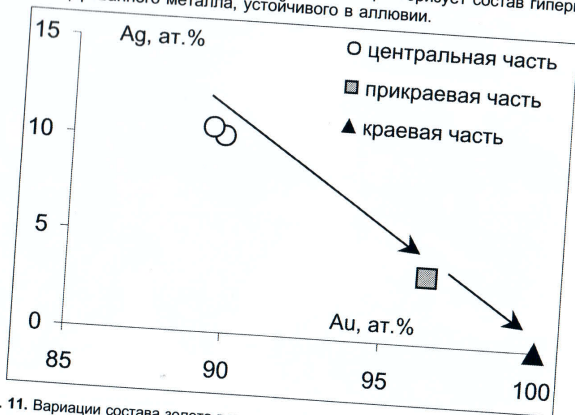 металла, устойчивого в аллювии.
15
Ag, ат.%
центральная часть
прикраевая часть
краевая часть
10
5
0
Au, ат.%
85
90
95
100
11. Вариации состава золота